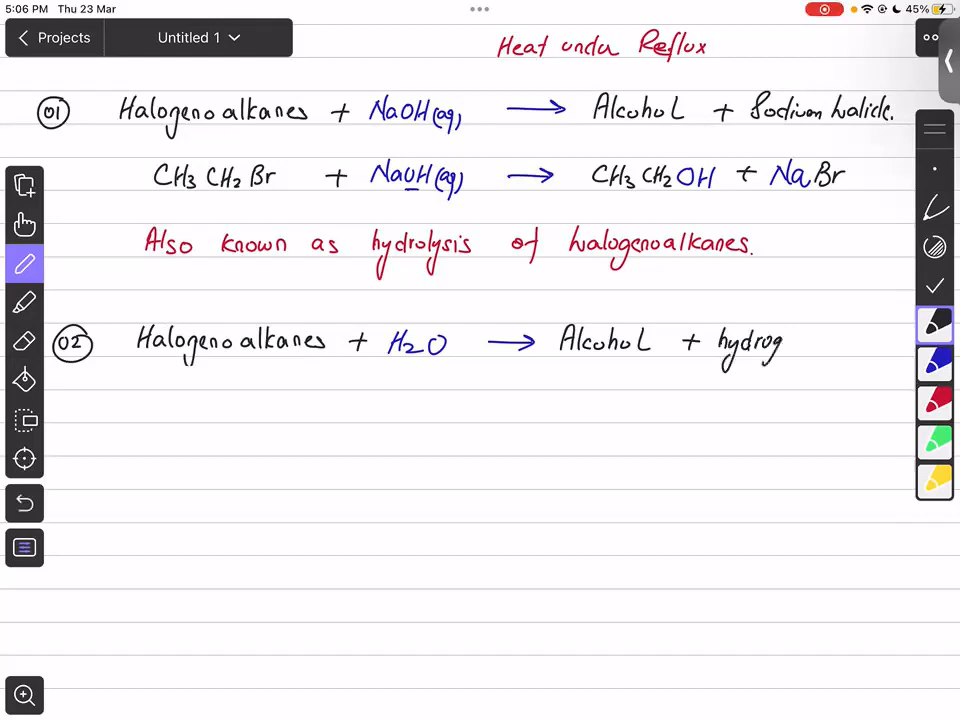 5:06 PM Thu 23 Mar
45%
Projects Untitled 1
Heat under Reflux
01 Halogenoalkanes + NaOH(aq) → Alcohol + Sodium halide.
CH3 CH2 Br + NaOH(aq) → CH3 CH2 OH + NaBr
Also known as hydrolysis of halogenoalkanes.
02 Halogenoalkanes + H2O → Alcohol + hydrog